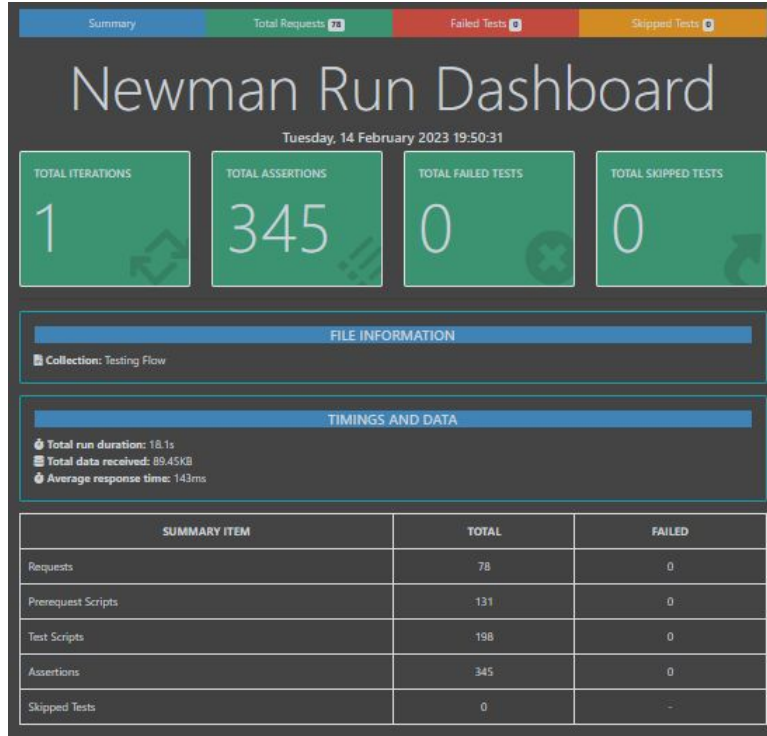 Summary
Total Requests 78
Failed Tests 0
Skipped Tests 0
Newman Run Dashboard
Tuesday, 14 February 2023 19:50:31
TOTAL ITERATIONS
1
TOTAL ASSERTIONS
345
TOTAL FAILED TESTS
0
TOTAL SKIPPED TESTS
0
FILE INFORMATION
Collection: Testing Flow
TIMINGS AND DATA
Total run duration: 18.1s
Total data received: 89.45KB
Average response time: 143ms
SUMMARY ITEM TOTAL FAILED
Requests 78 0
Prerequest Scripts 131 0
Test Scripts 198 0
Assertions 345 0
Skipped Tests 0 -